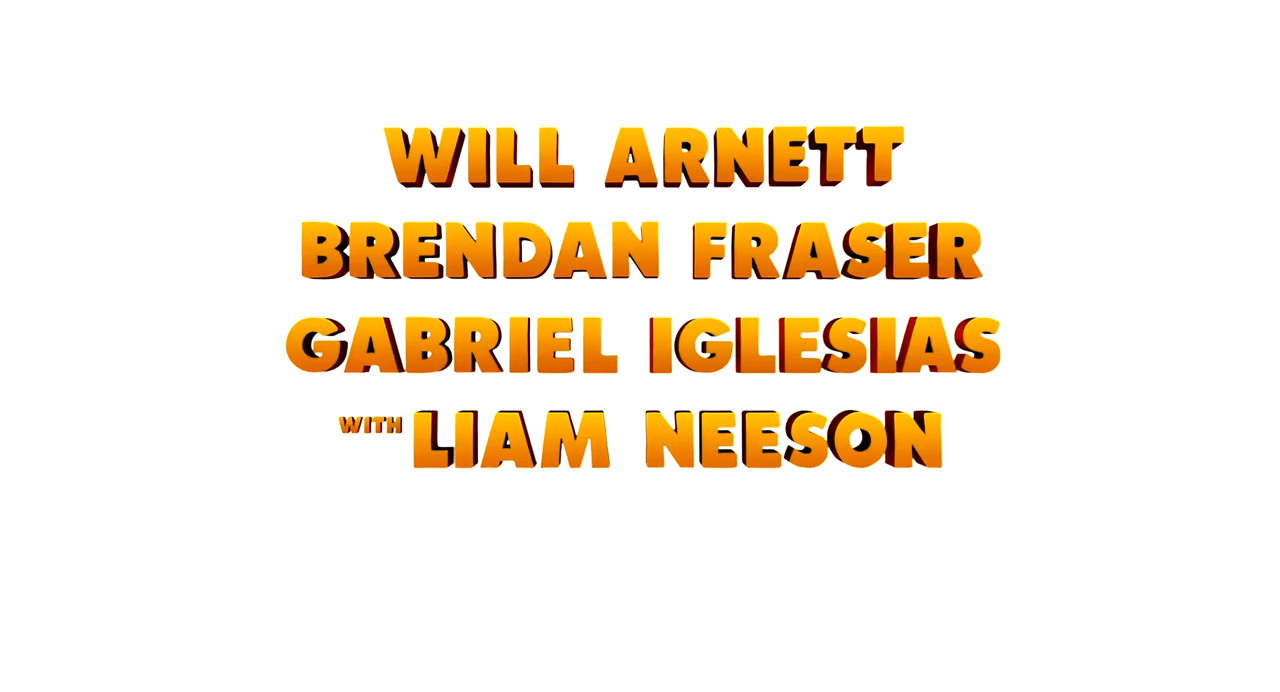 WILL ARNETT
BRENDAN FRASER
GABRIEL IGLESIAS
WITH LIAM NEESON